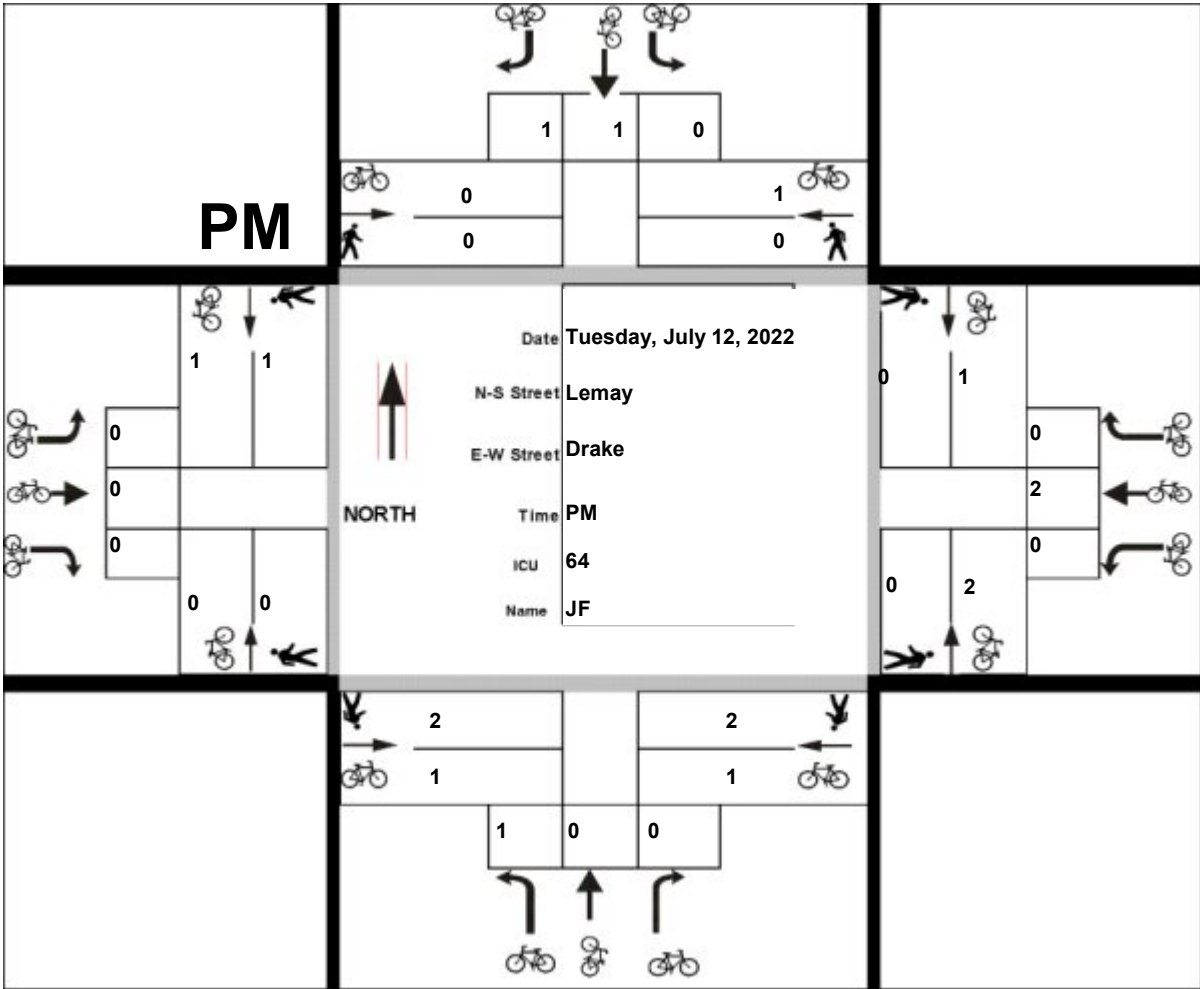 1 1 0
0 1
PM
0 0
Date Tuesday, July 12, 2022
1 1
0 1
N-S Street Lemay
0
0
E-W Street Drake
0
2
NORTH
Time PM
0
0
ICU 64
0 0
0 2
Name JF
2 2
1 1
1 0 0